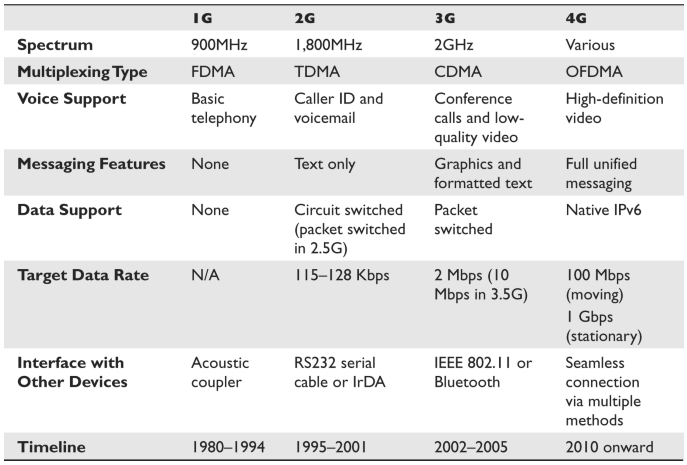 1G 2G 3G 4G
Spectrum 900MHz 1,800MHz 2GHz Various
Multiplexing Type FDMA TDMA CDMA OFDMA
Voice Support Basic Caller ID and Conference High-definition
telephony voicemail calls and low- video
quality video
Messaging Features None Text only Graphics and Full unified
formatted text messaging
Data Support None Circuit switched Packet Native IPv6
(packet switched switched
in 2.5G)
Target Data Rate N/A 115–128 Kbps 2 Mbps (10 100 Mbps
Mbps in 3.5G) (moving)
1 Gbps
(stationary)
Interface with Acoustic RS232 serial IEEE 802.11 or Seamless
Other Devices coupler cable or IrDA Bluetooth connection
via multiple
methods
Timeline 1980–1994 1995–2001 2002–2005 2010 onward